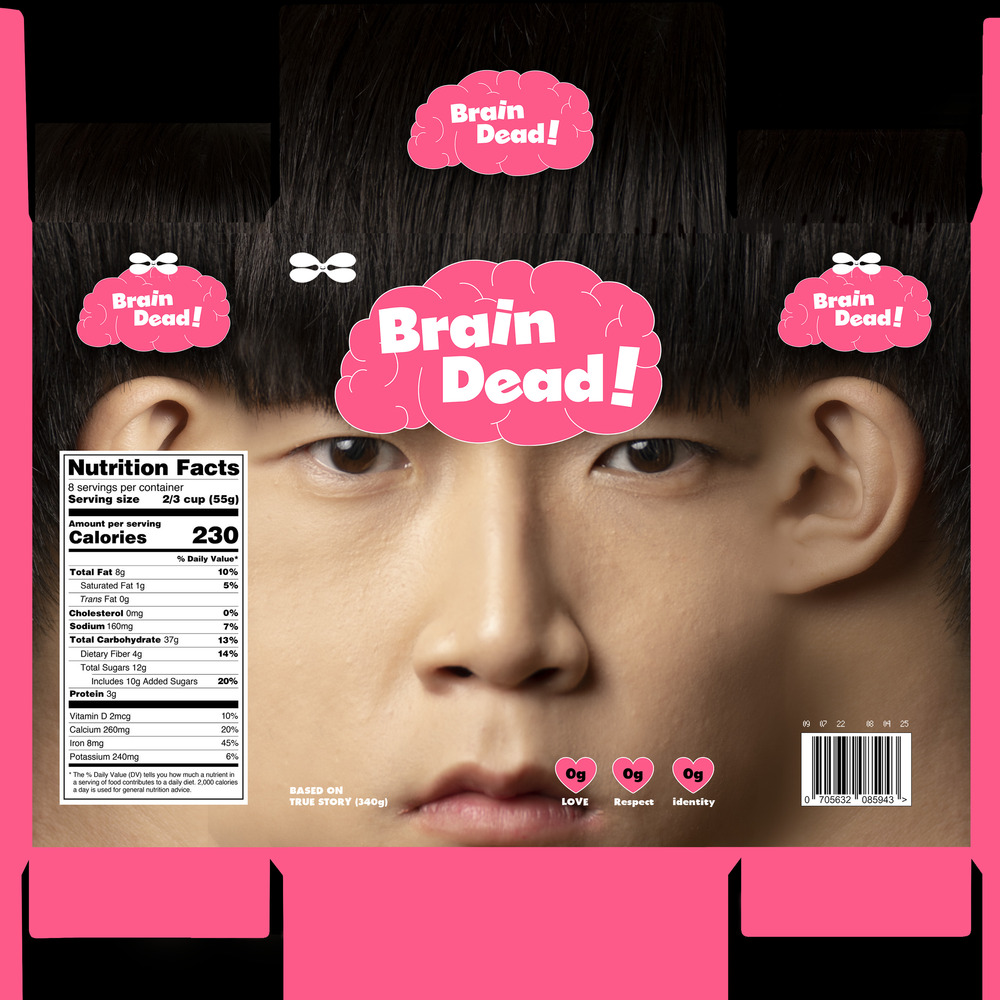 Brain
Dead!
Brain
Dead!
Brain
Dead!
Brain
Dead!
Nutrition Facts
8 servings per container
Serving size 2/3 cup (55g)
Amount per serving
Calories 230
% Daily Value*
Total Fat 8g 10%
Saturated Fat 1g 5%
Trans Fat 0g
Cholesterol 0mg 0%
Sodium 160mg 7%
Total Carbohydrate 37g 13%
Dietary Fiber 4g 14%
Total Sugars 12g
Includes 10g Added Sugars 20%
Protein 3g
Vitamin D 2mcg 10%
Calcium 260mg 20%
Iron 8mg 45%
Potassium 240mg 6%
* The % Daily Value (DV) tells you how much a nutrient in
a serving of food contributes to a daily diet. 2,000 calories
a day is used for general nutrition advice.
BASED ON
TRUE STORY (340g)
0g 0g 0g
LOVE Respect identity
09 07 22 08 04 25
0 705632 085943 >